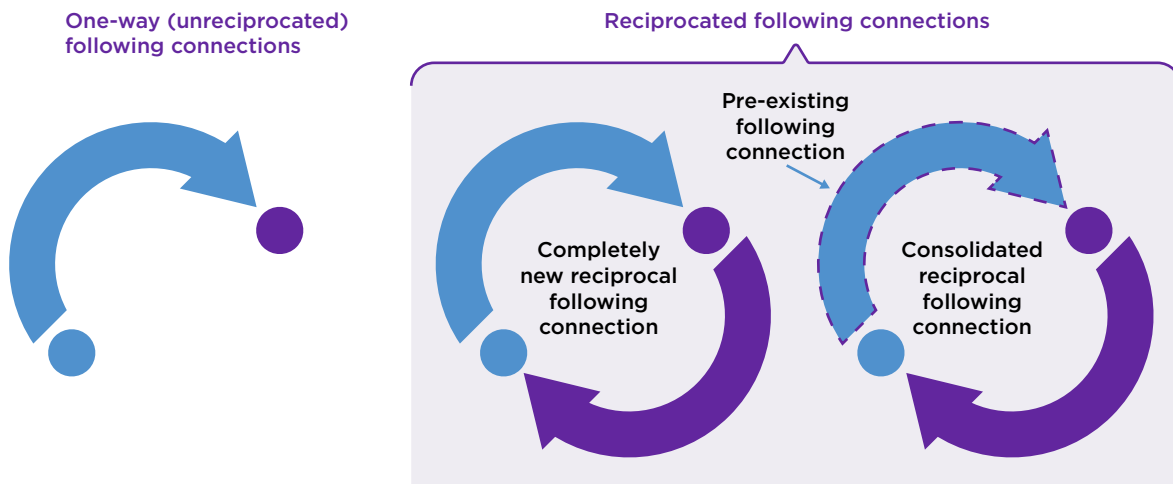 One-way (unreciprocated)
following connections
Reciprocated following connections
Pre-existing
following
connection
Completely
new reciprocal
following
connection
Consolidated
reciprocal
following
connection